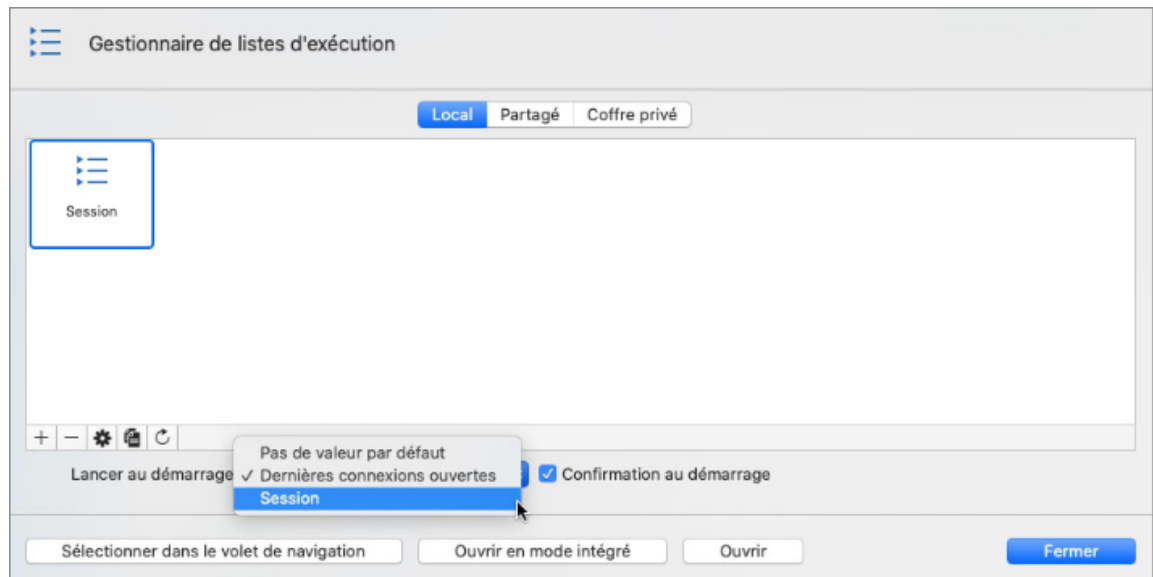 Gestionnaire de listes d'exécution
Local Partagé Coffre privé
Session
Pas de valeur par défaut
Lancer au démarrage ✓ Dernières connexions ouvertes Confirmation au démarrage
Session
Sélectionner dans le volet de navigation Ouvrir en mode intégré Ouvrir Fermer